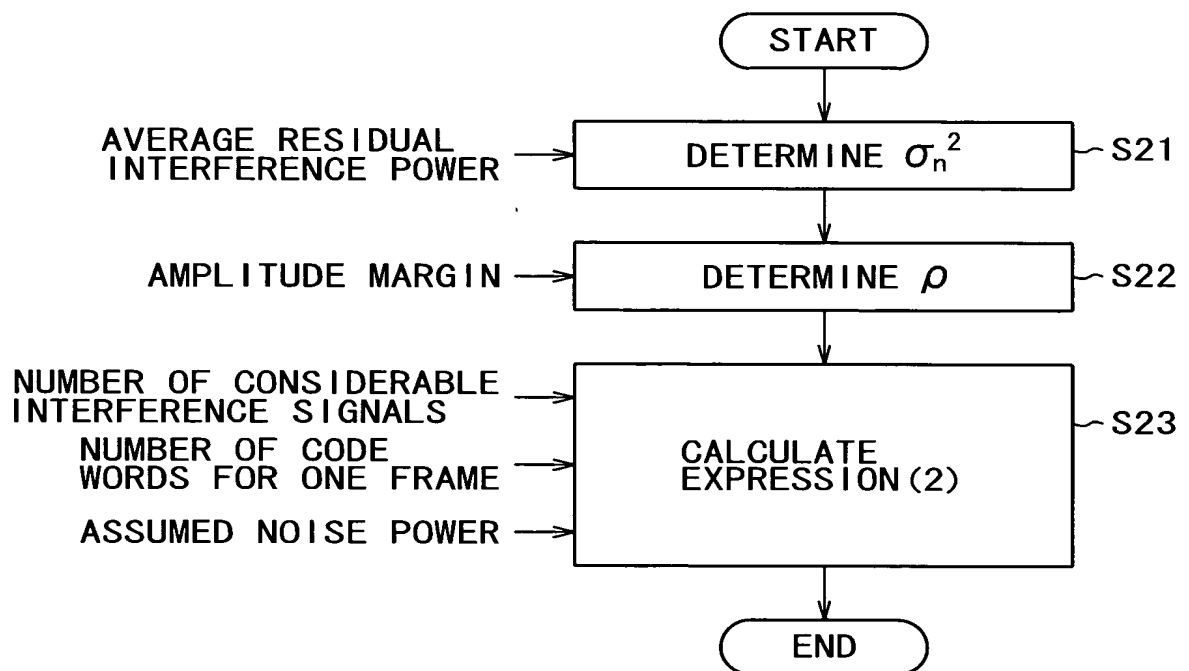 START
AVERAGE RESIDUAL
INTERFERENCE POWER
DETERMINE σn²
S21
AMPLITUDE MARGIN
DETERMINE ρ
S22
NUMBER OF CONSIDERABLE
INTERFERENCE SIGNALS
NUMBER OF CODE
WORDS FOR ONE FRAME
ASSUMED NOISE POWER
CALCULATE
EXPRESSION(2)
S23
END